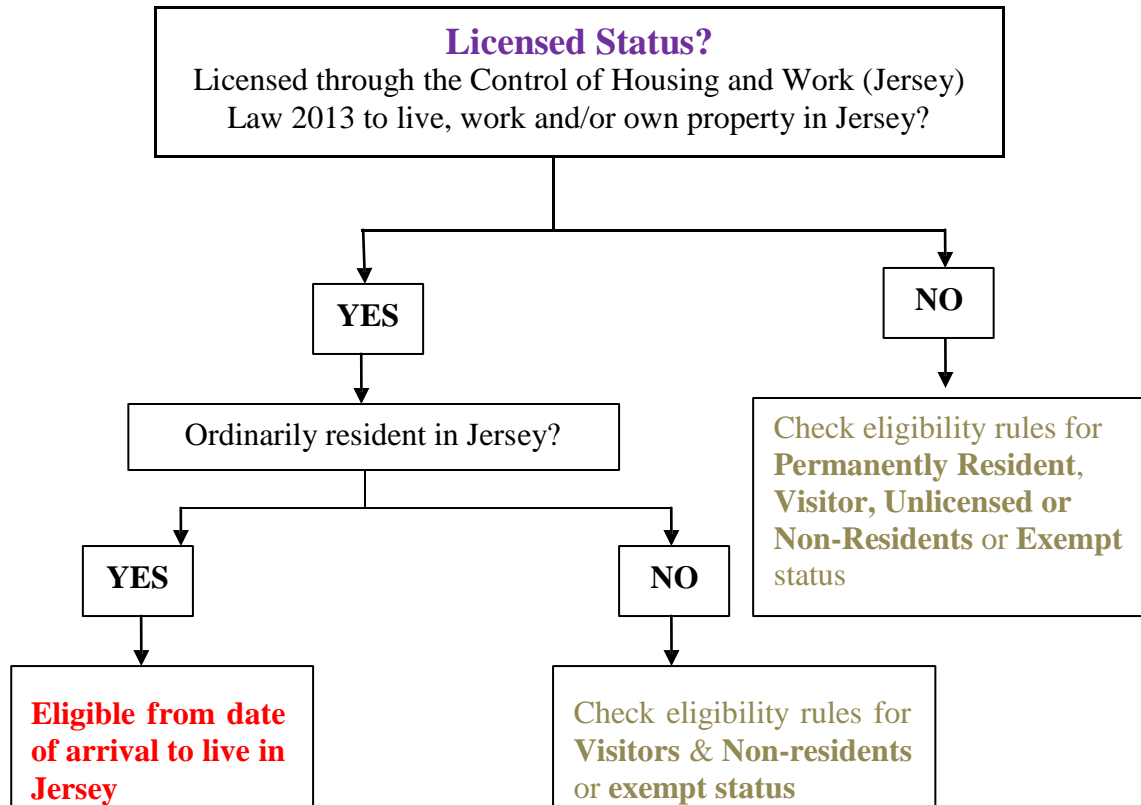 Licensed Status?
Licensed through the Control of Housing and Work (Jersey)
Law 2013 to live, work and/or own property in Jersey?
YES
NO
Ordinarily resident in Jersey?
Check eligibility rules for
Permanently Resident,
Visitor, Unlicensed or
Non-Residents or Exempt
status
YES
NO
Eligible from date
of arrival to live in
Jersey
Check eligibility rules for
Visitors & Non-residents
or exempt status